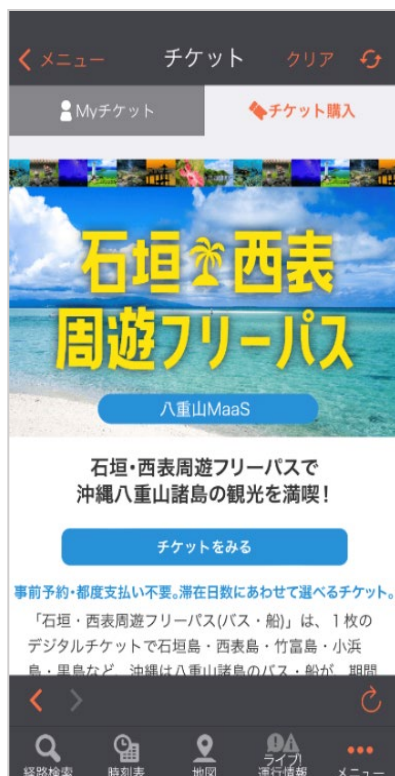 メニュー チケット クリア
Myチケット チケット購入
石垣 西表
周遊フリーパス
八重山MaaS
石垣・西表周遊フリーパスで
沖縄八重山諸島の観光を満喫!
チケットをみる
事前予約・都度支払い不要。滞在日数にあわせて選べるチケット。
「石垣・西表周遊フリーパス(バス・船)」は、1枚の
デジタルチケットで石垣島・西表島・竹富島・小浜
島・黒島など、沖縄は八重山諸島のバス・船が、期間
経路検索 時刻表 地図 ライブ! 運行情報 メニュー